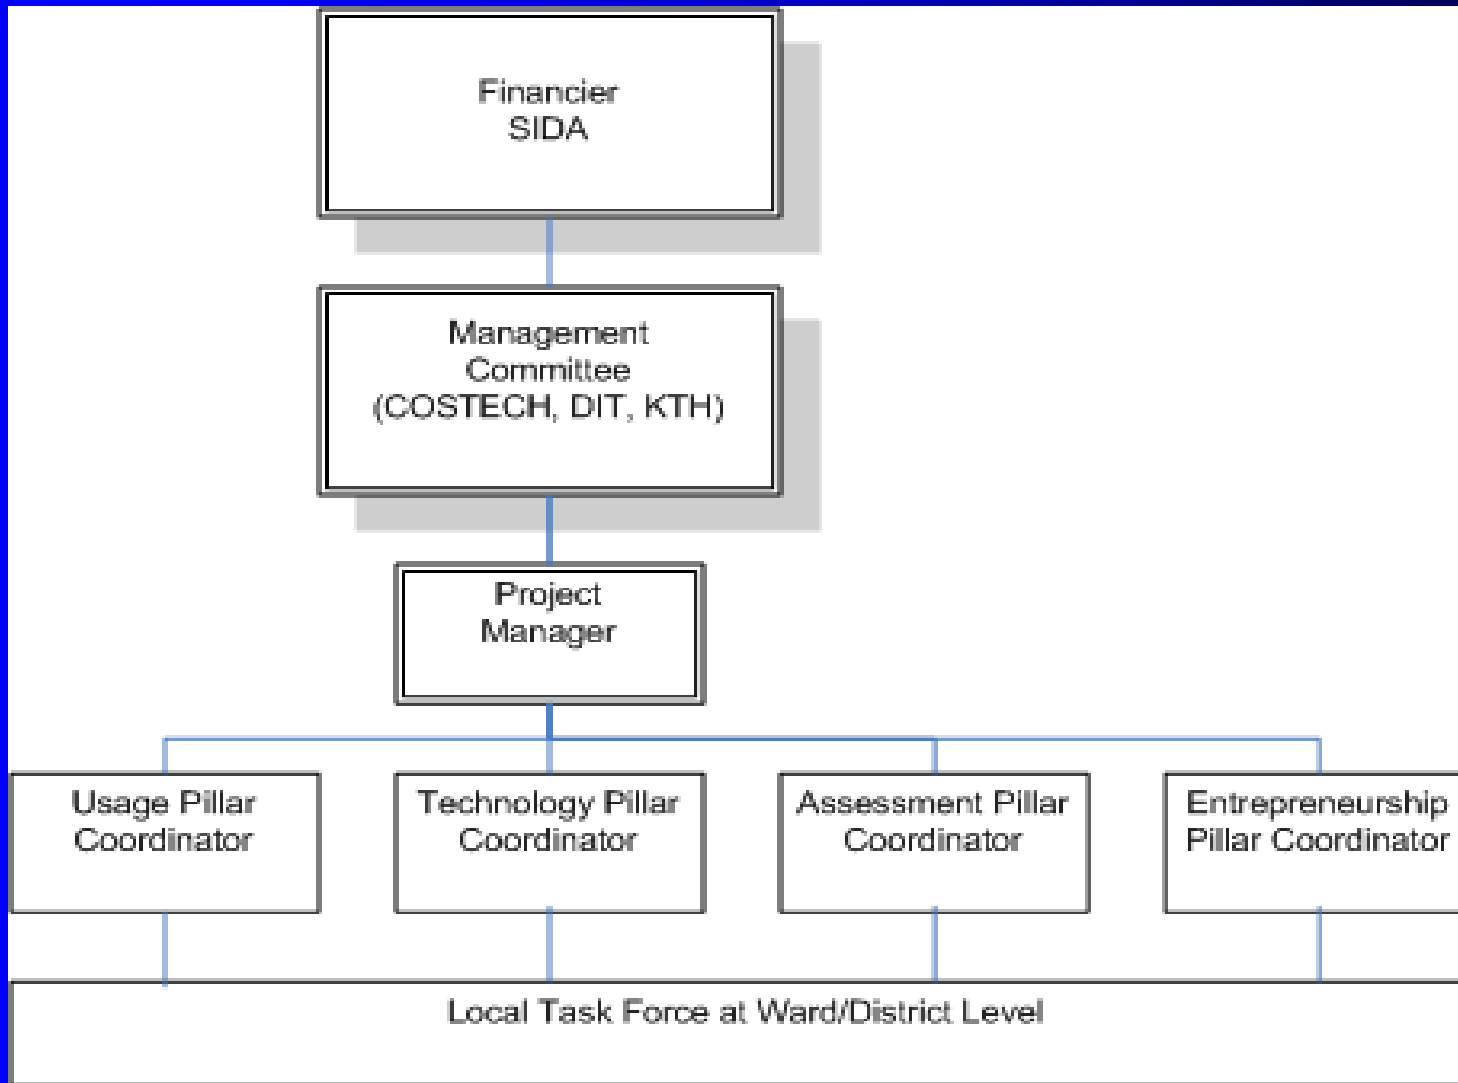 Financier
SIDA
Management
Committee
(COSTECH, DIT, KTH)
Project
Manager
Usage Pillar
Coordinator
Technology Pillar
Coordinator
Assessment Pillar
Coordinator
Entrepreneurship
Pillar Coordinator
Local Task Force at Ward/District Level